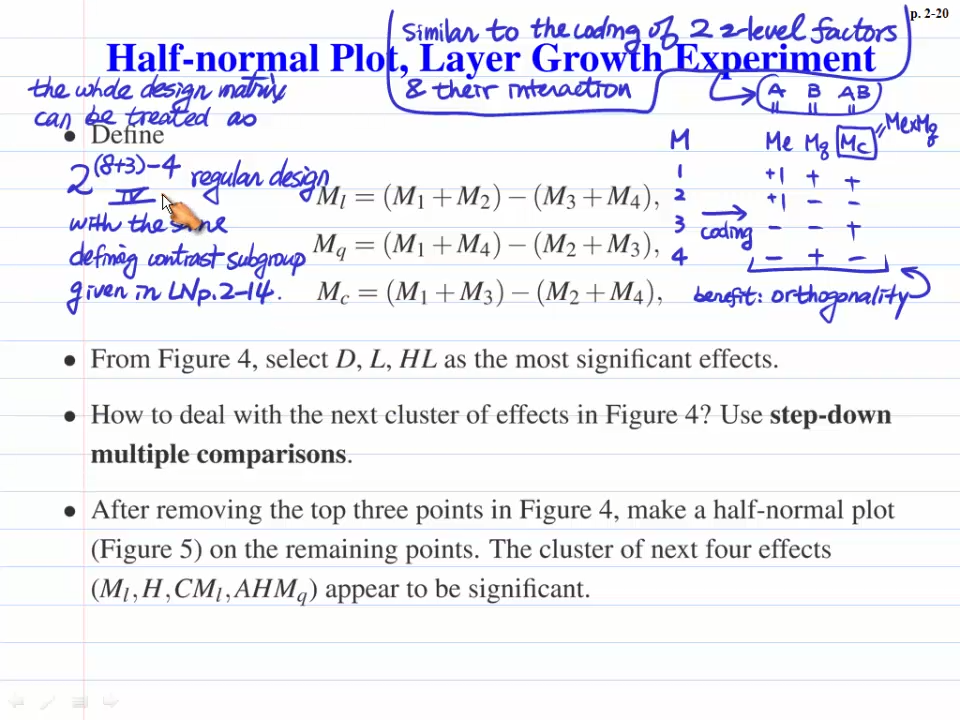 p. 2-20
Similar to the coding of 2 2-level factors
Half-normal Plot, Layer Growth Experiment
& their interaction
the whole design matrix
can be treated as
A B AB
= = =
• Define
M Ml Mq Mc = Ml×Mq
2^(8+3)-4 IV regular design
with the same
defining contrast subgroup
given in LNp.2-14.
M_l = (M_1 + M_2) − (M_3 + M_4),
M_q = (M_1 + M_4) − (M_2 + M_3),
M_c = (M_1 + M_3) − (M_2 + M_4),
coding
1 +1 + +
2 +1 − −
3 − − +
4 − + −
benefit: orthogonality
• From Figure 4, select D, L, HL as the most significant effects.
• How to deal with the next cluster of effects in Figure 4? Use step-down
multiple comparisons.
• After removing the top three points in Figure 4, make a half-normal plot
(Figure 5) on the remaining points. The cluster of next four effects
(M_l, H, CM_l, AHM_q) appear to be significant.